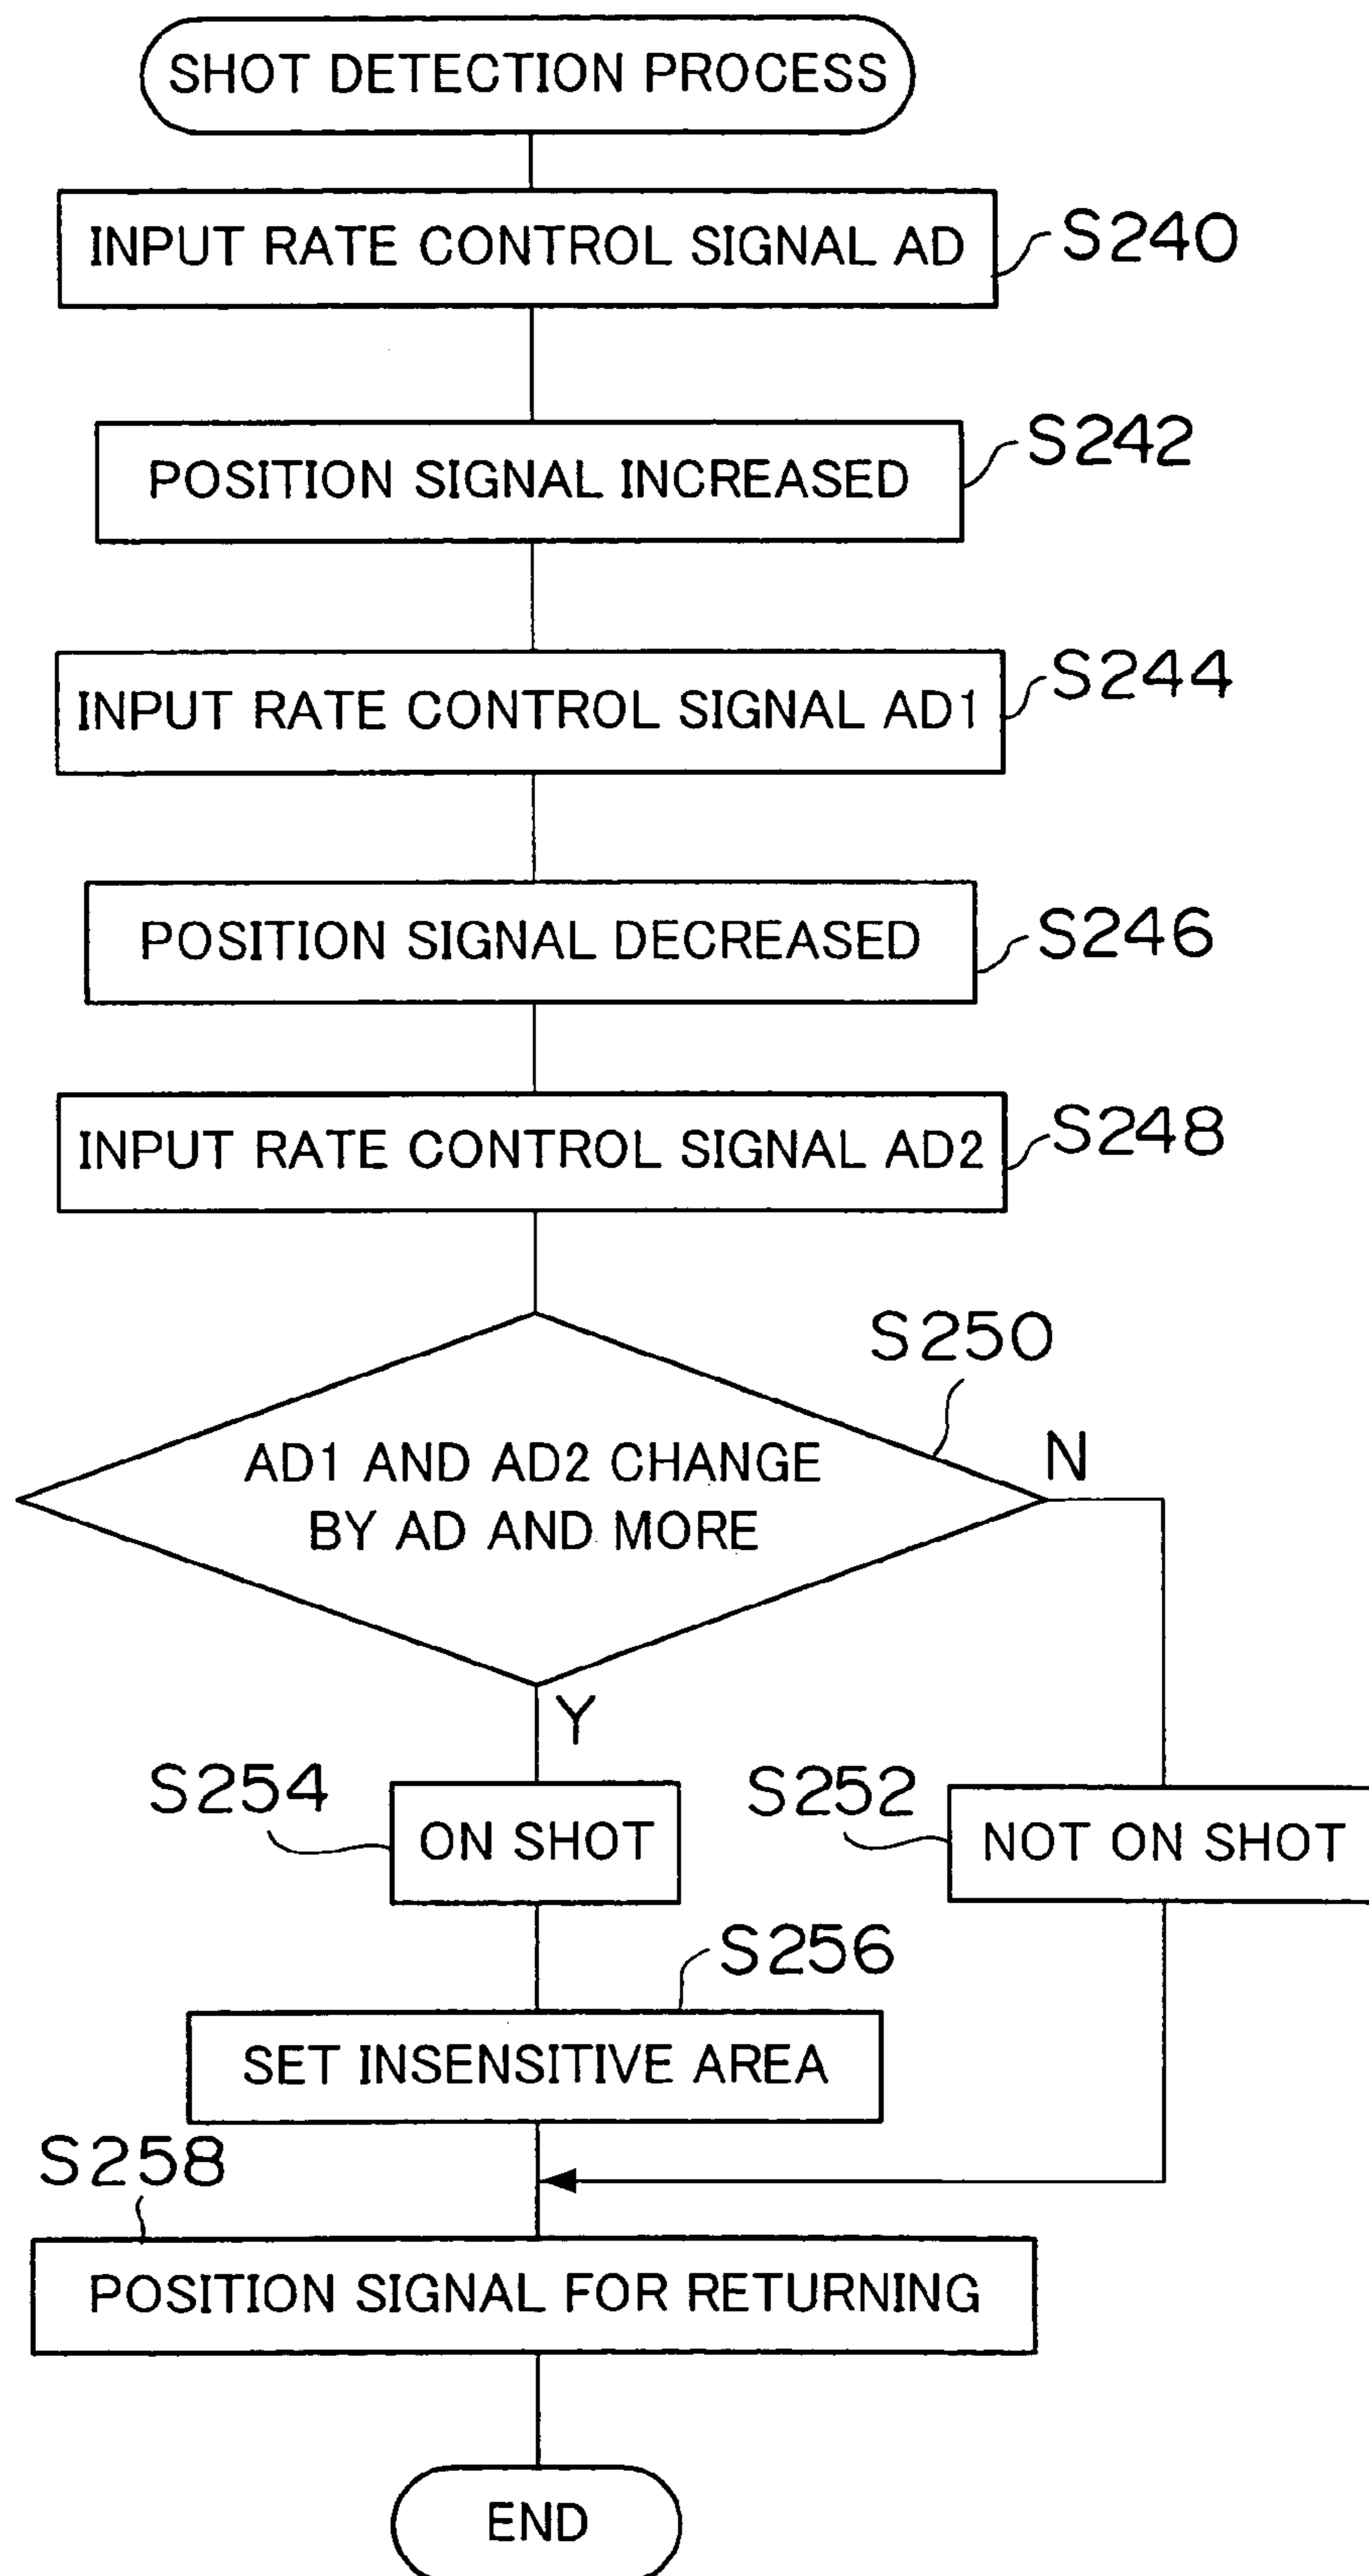 SHOT DETECTION PROCESS
INPUT RATE CONTROL SIGNAL AD
S240
POSITION SIGNAL INCREASED
S242
INPUT RATE CONTROL SIGNAL AD1
S244
POSITION SIGNAL DECREASED
S246
INPUT RATE CONTROL SIGNAL AD2
S248
S250
AD1 AND AD2 CHANGE
BY AD AND MORE
N
Y
S254
ON SHOT
S252
NOT ON SHOT
S256
SET INSENSITIVE AREA
S258
POSITION SIGNAL FOR RETURNING
END